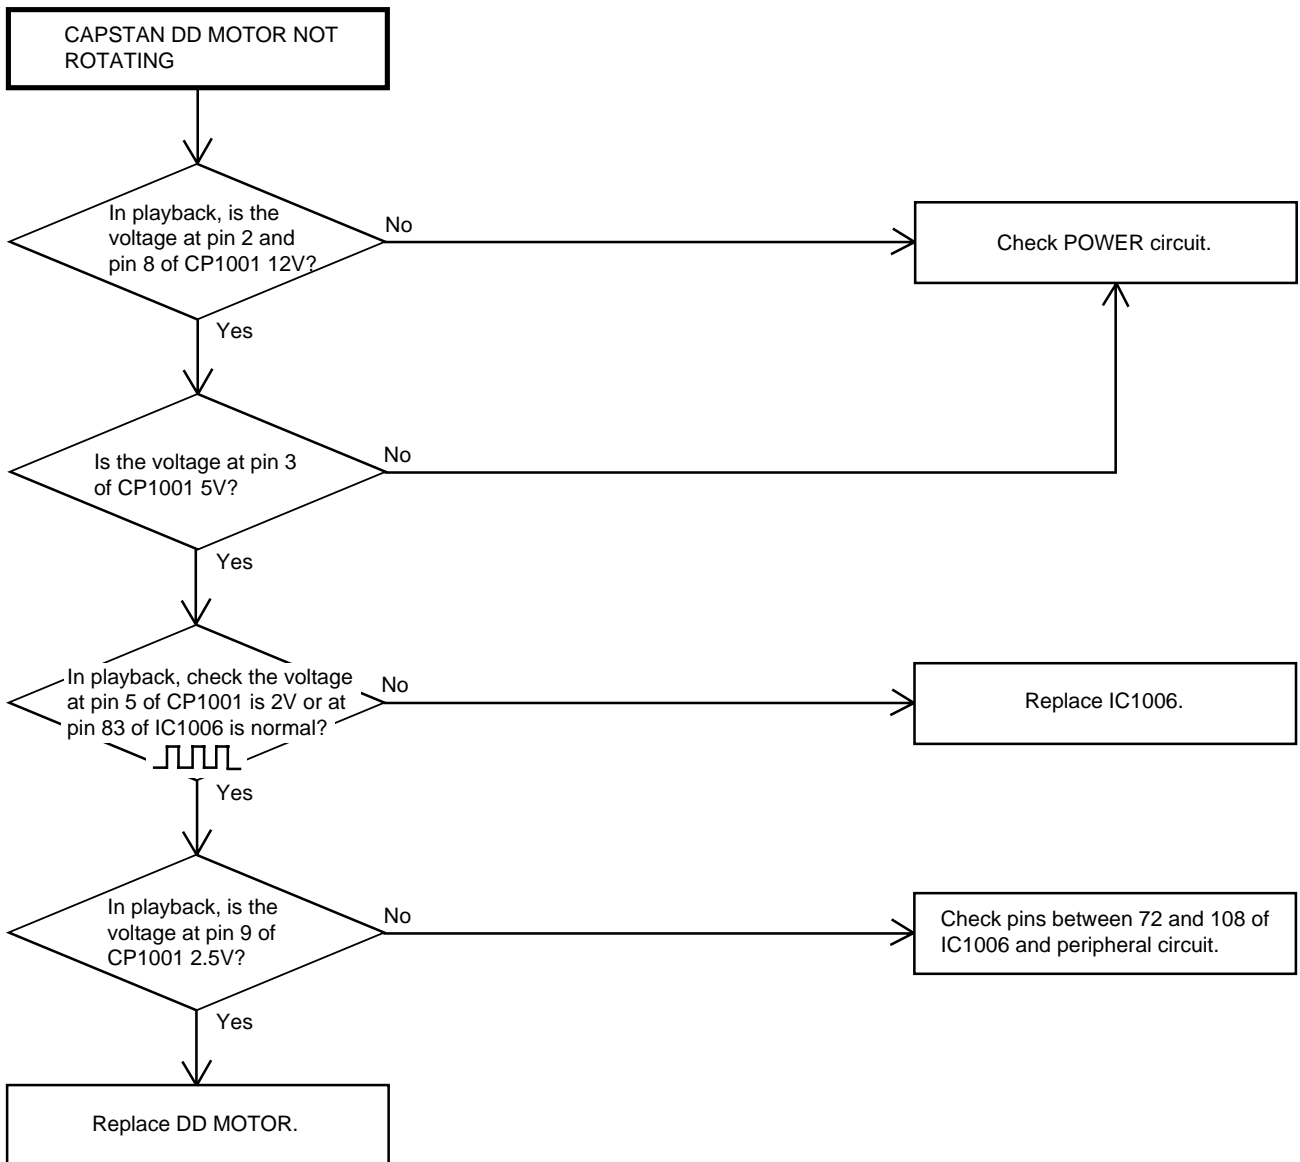 CAPSTAN DD MOTOR NOT
ROTATING
In playback, is the
voltage at pin 2 and
pin 8 of CP1001 12V?
No
Check POWER circuit.
Yes
Is the voltage at pin 3
of CP1001 5V?
No
Yes
In playback, check the voltage
at pin 5 of CP1001 is 2V or at
pin 83 of IC1006 is normal?
No
Replace IC1006.
Yes
In playback, is the
voltage at pin 9 of
CP1001 2.5V?
No
Check pins between 72 and 108 of
IC1006 and peripheral circuit.
Yes
Replace DD MOTOR.